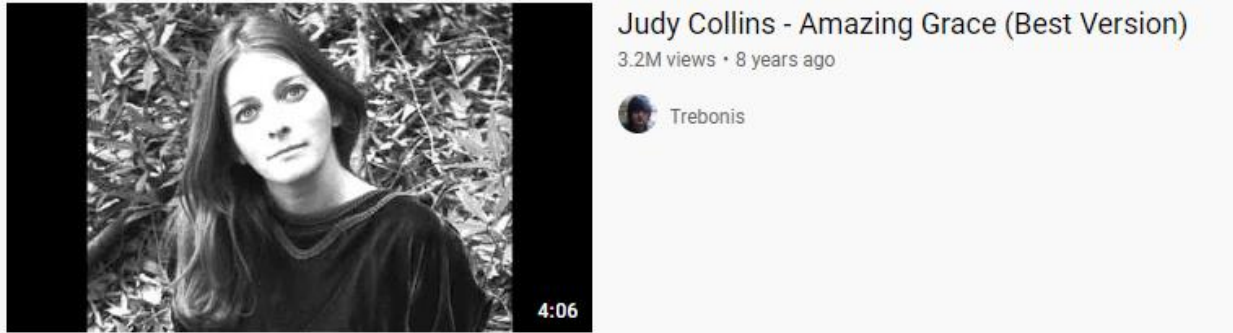 Judy Collins - Amazing Grace (Best Version)
3.2M views • 8 years ago
Trebonis
4:06